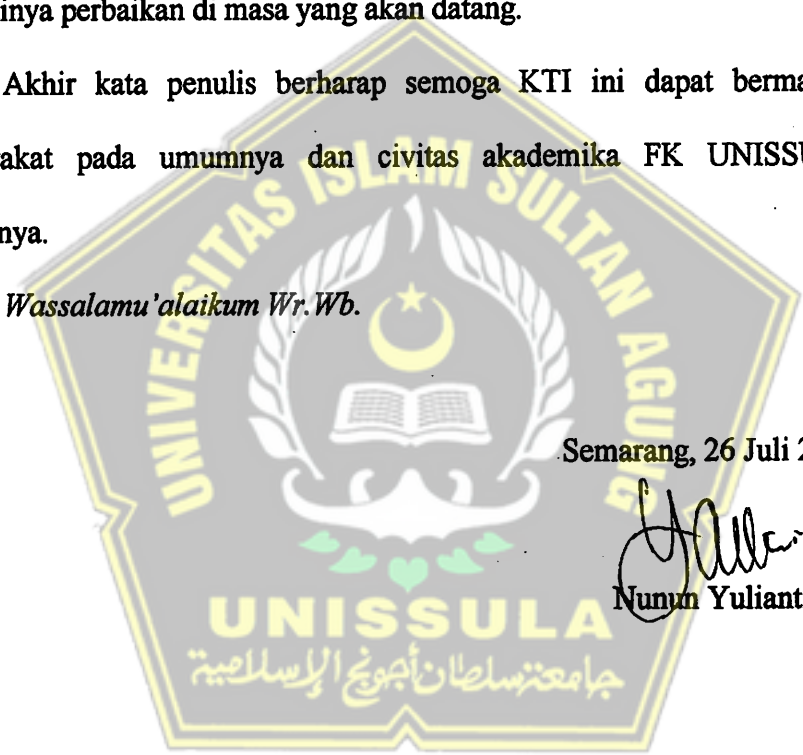 inya perbaikan di masa yang akan datang.
Akhir kata penulis berharap semoga KTI ini dapat berma
akat pada umumnya dan civitas akademika FK UNISSU
nya.
Wassalamu'alaikum Wr.Wb.
UNIVERSITAS ISLAM SULTAN AGUNG
Semarang, 26 Juli 2
Nunun Yuliant
UNISSULA
جامعة سلطان أجونج الإسلامية